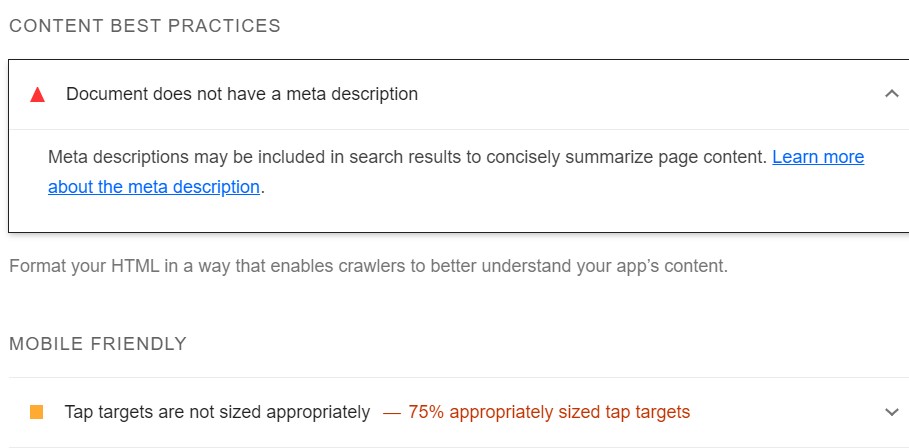 CONTENT BEST PRACTICES
Document does not have a meta description
Meta descriptions may be included in search results to concisely summarize page content. Learn more
about the meta description.
Format your HTML in a way that enables crawlers to better understand your app’s content.
MOBILE FRIENDLY
Tap targets are not sized appropriately — 75% appropriately sized tap targets